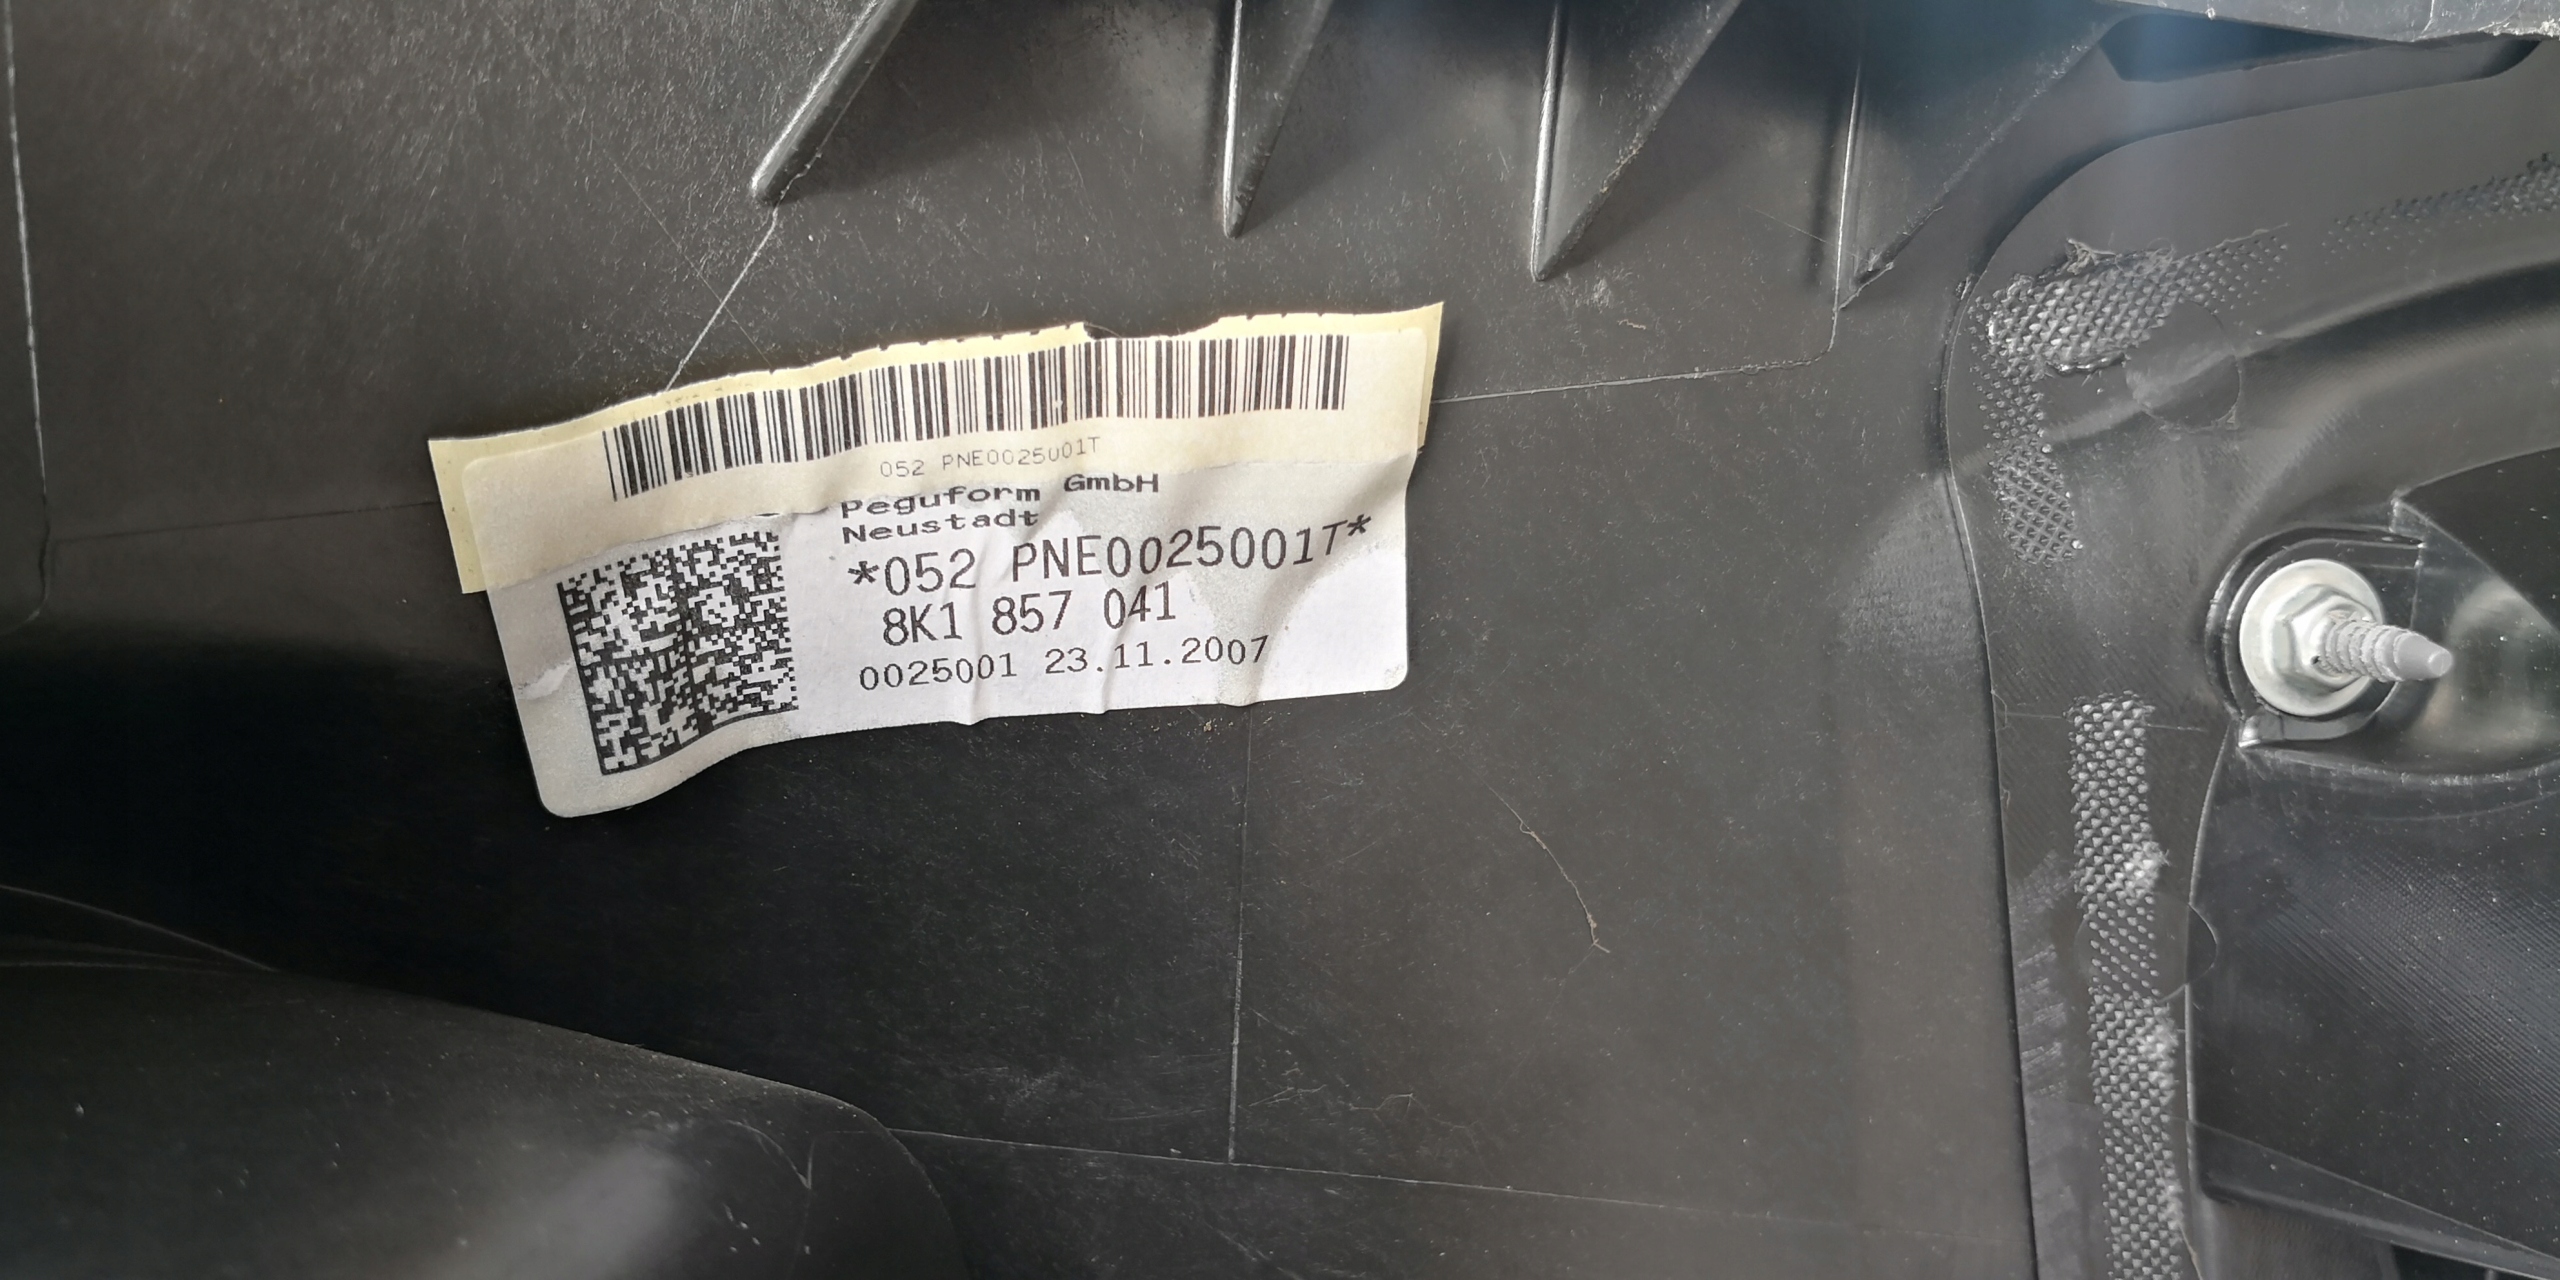 052 PNE0025001T
Peguform GmbH
Neustadt
*052 PNE0025001T*
8K1 857 041
0025001 23.11.2007